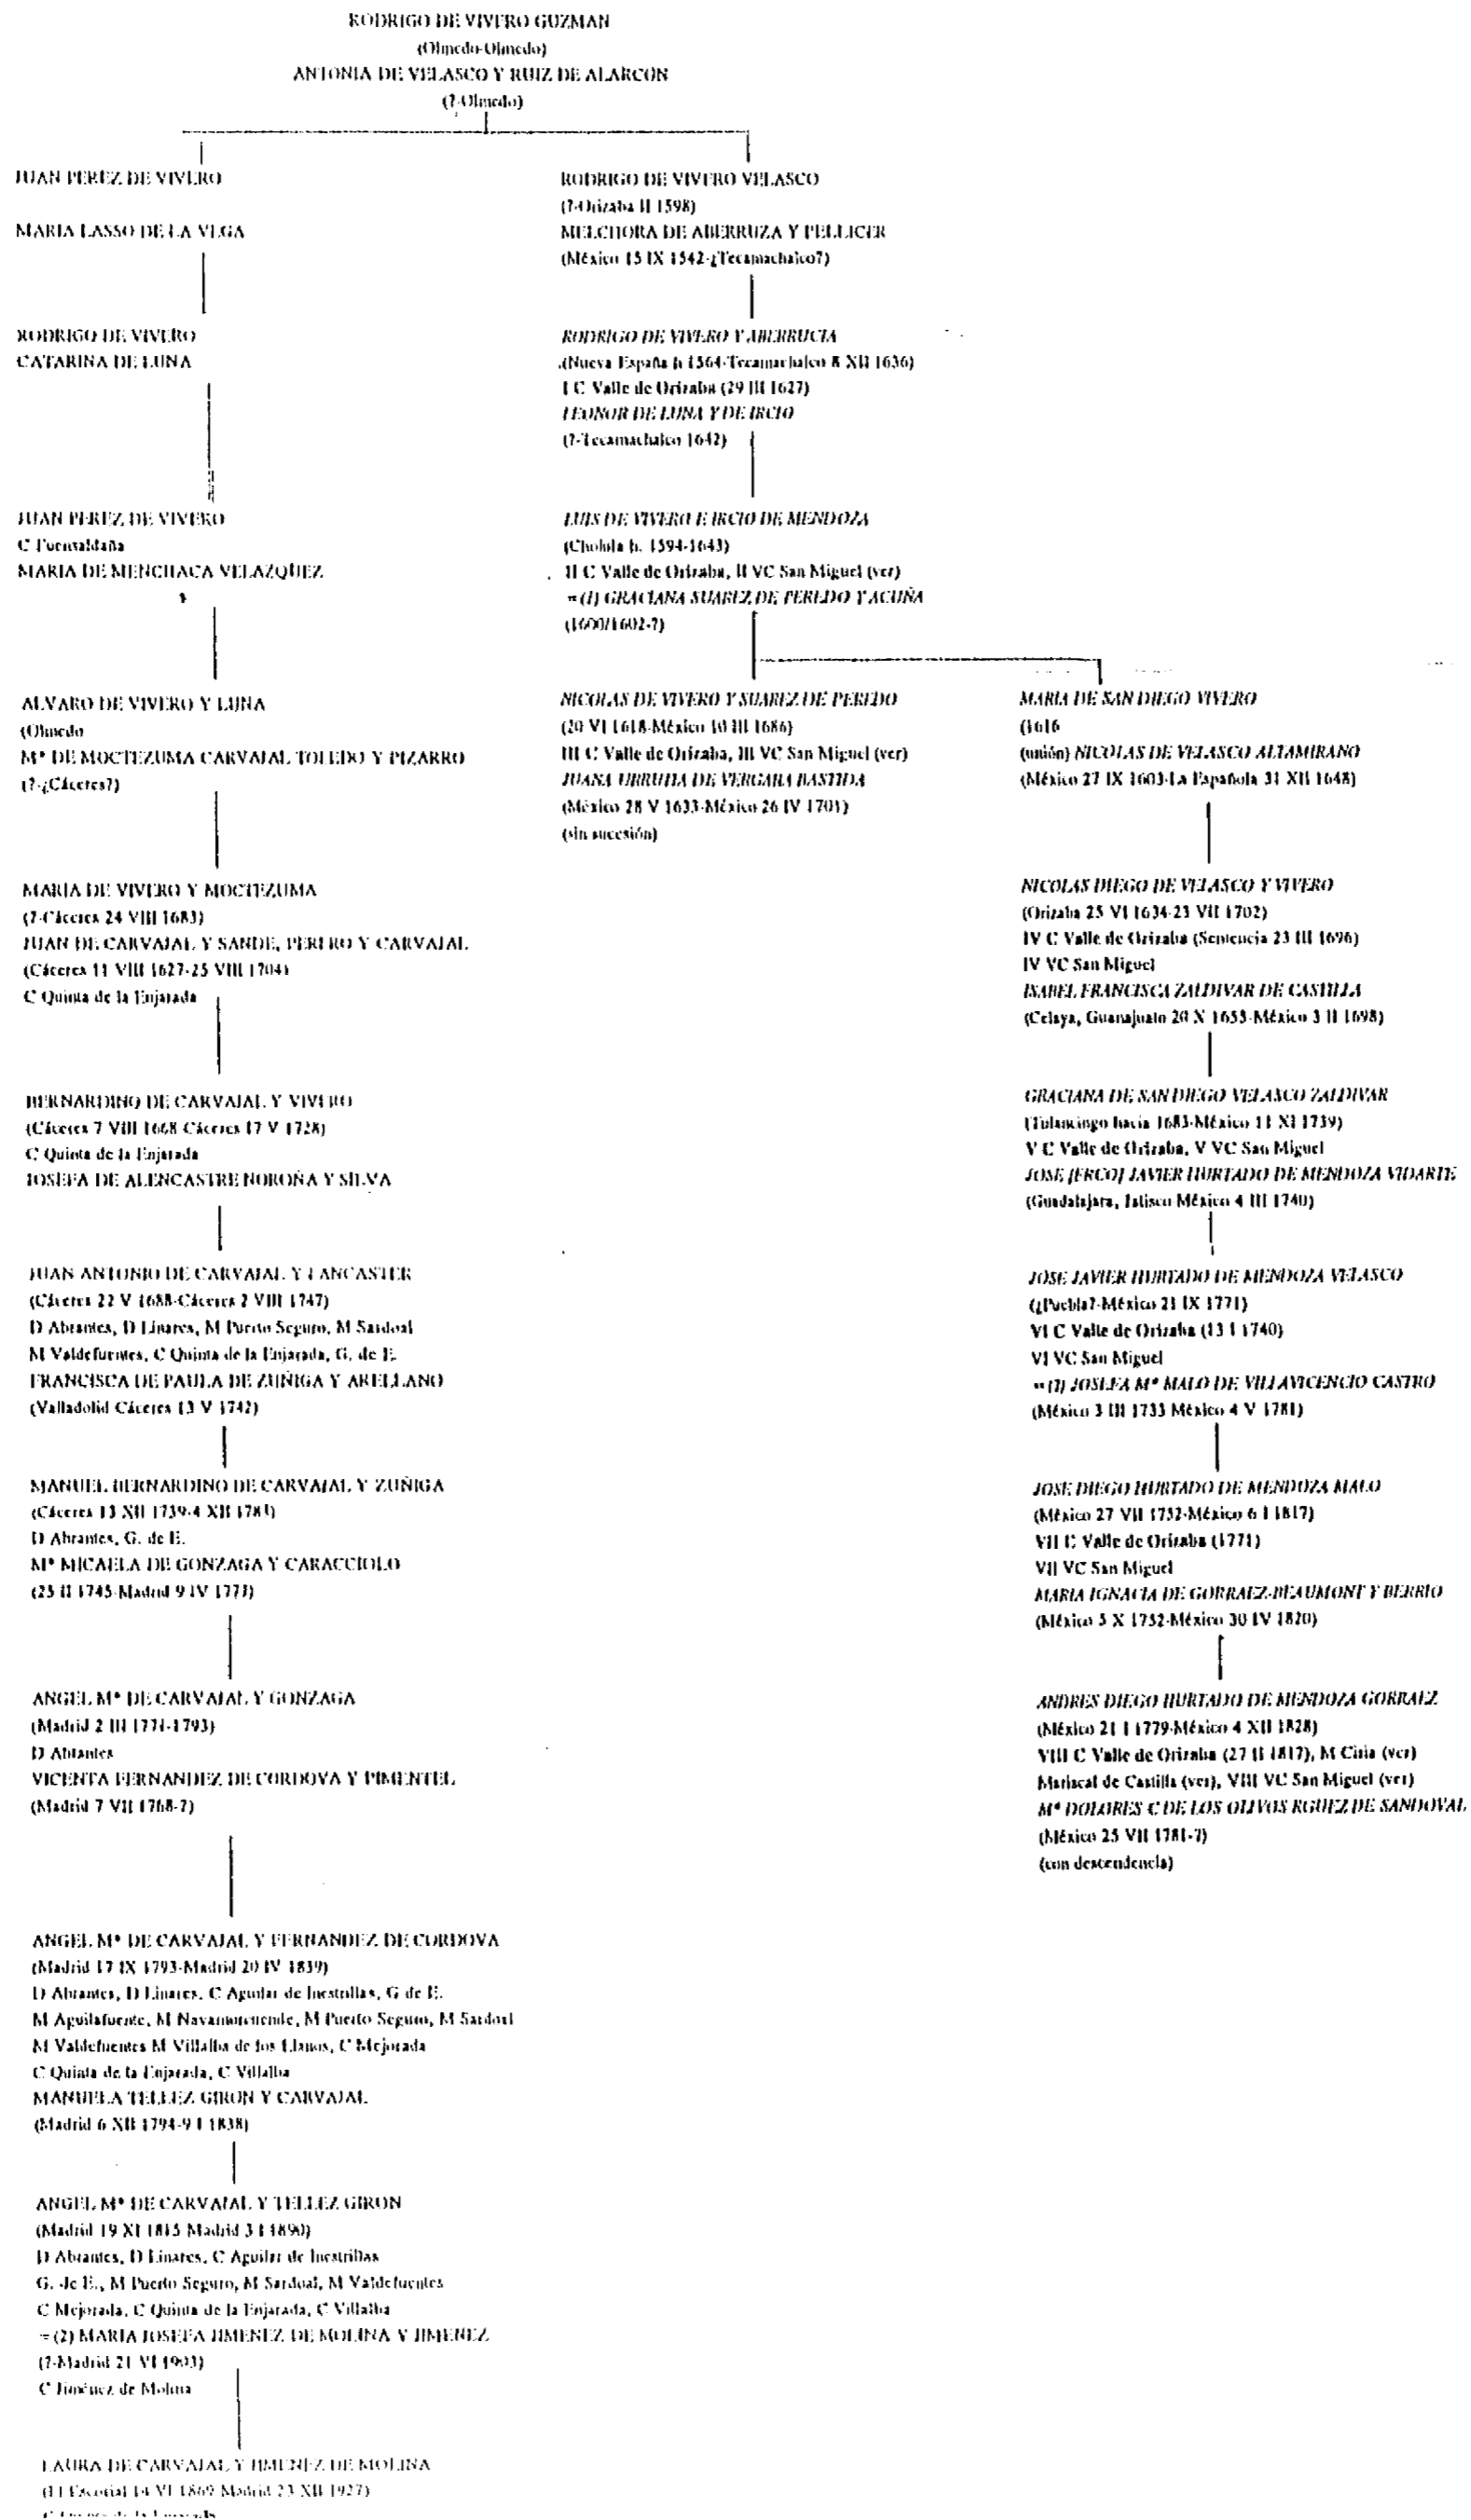 RODRIGO DE VIVERO GUZMAN
(Olmedo-Olmedo)
ANTONIA DE VELASCO Y RUIZ DE ALARCON
(?-Olmedo)
JUAN PEREZ DE VIVERO
MARIA LASSO DE LA VEGA
RODRIGO DE VIVERO
CATARINA DE LUNA
JUAN PEREZ DE VIVERO
C Fuensaldaña
MARIA DE MENCHACA VELAZQUEZ
ALVARO DE VIVERO Y LUNA
(Olmedo
Mª DE MOCTEZUMA CARVAJAL TOLEDO Y PIZARRO
(?-¿Cáceres?)
MARIA DE VIVERO Y MOCTEZUMA
(?-Cáceres 24 VIII 1683)
JUAN DE CARVAJAL Y SANDE, PERERO Y CARVAJAL
(Cáceres 11 VIII 1627-25 VIII 1704)
C Quinta de la Enjarada
BERNARDINO DE CARVAJAL Y VIVERO
(Cáceres 7 VIII 1668-Cáceres 17 V 1728)
C Quinta de la Enjarada
JOSEFA DE ALENCASTRE NOROÑA Y SILVA
JUAN ANTONIO DE CARVAJAL Y LANCASTER
(Cáceres 22 V 1688-Cáceres 2 VIII 1747)
D Abrantes, D Linares, M Puerto Seguro, M Sardoal
M Valdefuentes, C Quinta de la Enjarada, G. de E.
FRANCISCA DE PAULA DE ZUÑIGA Y ARELLANO
(Valladolid-Cáceres 13 V 1742)
MANUEL BERNARDINO DE CARVAJAL Y ZUÑIGA
(Cáceres 13 XII 1739-4 XII 1783)
D Abrantes, G. de E.
Mª MICAELA DE GONZAGA Y CARACCIOLO
(25 II 1745-Madrid 9 IV 1773)
ANGEL Mª DE CARVAJAL Y GONZAGA
(Madrid 2 III 1771-1793)
D Abrantes
VICENTA FERNANDEZ DE CORDOVA Y PIMENTEL
(Madrid 7 VII 1768-?)
ANGEL Mª DE CARVAJAL Y FERNANDEZ DE CORDOVA
(Madrid 17 IX 1793-Madrid 20 IV 1839)
D Abrantes, D Linares, C Aguilar de Inestrillas, G de E.
M Aguilafuente, M Navamorcuende, M Puerto Seguro, M Sardoal
M Valdefuentes M Villalba de los Llanos, C Mejorada
C Quinta de la Enjarada, C Villalba
MANUELA TELLEZ GIRON Y CARVAJAL
(Madrid 6 XII 1794-9 I 1838)
ANGEL Mª DE CARVAJAL Y TELLEZ GIRON
(Madrid 19 XI 1815 Madrid 3 I 1890)
D Abrantes, D Linares, C Aguilar de Inestrillas
G. de E., M Puerto Seguro, M Sardoal, M Valdefuentes
C Mejorada, C Quinta de la Enjarada, C Villalba
=(2) MARIA JOSEFA JIMENEZ DE MOLINA Y JIMENEZ
(?-Madrid 21 VI 1903)
C Jiménez de Molina
LAURA DE CARVAJAL Y JIMENEZ DE MOLINA
(El Escorial 14 VI 1869 Madrid 23 XII 1927)
C Quinta de la Enjarada
RODRIGO DE VIVERO VELASCO
(?-Orizaba II 1598)
MELCHORA DE ABERRUZA Y PELLICER
(México 15 IX 1542-¿Tecamachalco?)
RODRIGO DE VIVERO Y ABERRUCIA
(Nueva España h 1564-Tecamachalco 8 XII 1636)
I C Valle de Orizaba (29 III 1627)
LEONOR DE LUNA Y DE IRCIO
(?-Tecamachalco 1642)
LUIS DE VIVERO E IRCIO DE MENDOZA
(Cholula h. 1594-1643)
II C Valle de Orizaba, II VC San Miguel (ver)
=(1) GRACIANA SUAREZ DE PEREDO Y ACUÑA
(1600/1602-?)
NICOLAS DE VIVERO Y SUAREZ DE PEREDO
(20 VI 1618-México 10 III 1686)
III C Valle de Orizaba, III VC San Miguel (ver)
JUANA URRUTIA DE VERGARA BASTIDA
(México 28 V 1633-México 26 IV 1701)
(sin sucesión)
MARIA DE SAN DIEGO VIVERO
(1616
(unión) NICOLAS DE VELASCO ALTAMIRANO
(México 27 IX 1603-La Española 31 XII 1648)
NICOLAS DIEGO DE VELASCO Y VIVERO
(Orizaba 25 VI 1634-23 VII 1702)
IV C Valle de Orizaba (Sentencia 23 III 1696)
IV VC San Miguel
ISABEL FRANCISCA ZALDIVAR DE CASTILLA
(Celaya, Guanajuato 20 X 1655-México 3 II 1698)
GRACIANA DE SAN DIEGO VELASCO ZALDIVAR
(Tulancingo hacia 1683-México 11 XI 1739)
V C Valle de Orizaba, V VC San Miguel
JOSE [FRCO] JAVIER HURTADO DE MENDOZA VIDARTE
(Guadalajara, Jalisco-México 4 III 1740)
JOSE JAVIER HURTADO DE MENDOZA VELASCO
(¿Puebla?-México 21 IX 1771)
VI C Valle de Orizaba (13 I 1740)
VI VC San Miguel
=(?) JOSEFA Mª MALO DE VILLAVICENCIO CASTRO
(México 3 III 1733 México 4 V 1781)
JOSE DIEGO HURTADO DE MENDOZA MALO
(México 27 VII 1752-México 6 I 1817)
VII C Valle de Orizaba (1771)
VII VC San Miguel
MARIA IGNACIA DE GORRAEZ-BEAUMONT Y BERRIO
(México 5 X 1752-México 30 IV 1820)
ANDRES DIEGO HURTADO DE MENDOZA GORRAEZ
(México 21 I 1779-México 4 XII 1828)
VIII C Valle de Orizaba (27 II 1817), M Ciria (ver)
Mariscal de Castilla (ver), VIII VC San Miguel (ver)
Mª DOLORES C DE LOS OLIVOS RGUEZ DE SANDOVAL
(México 25 VII 1781-?)
(con descendencia)